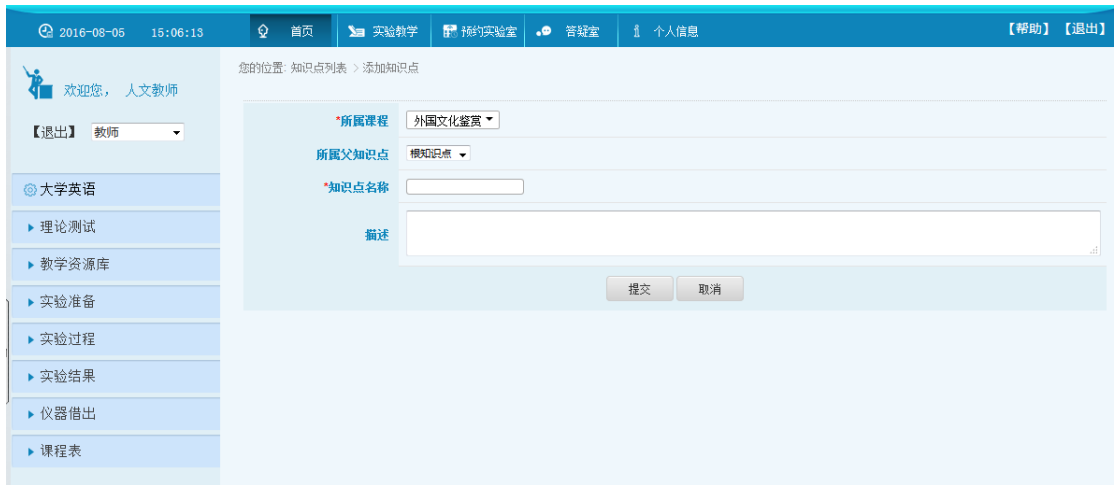 2016-08-05 15:06:13 首页 实验教学 预约实验室 答疑室 个人信息 【帮助】 【退出】
您的位置: 知识点列表 > 添加知识点
欢迎您， 人文教师
【退出】 教师
*所属课程 外国文化鉴赏
所属父知识点 根知识点
*知识点名称
描述
提交 取消
大学英语
理论测试
教学资源库
实验准备
实验过程
实验结果
仪器借出
课程表